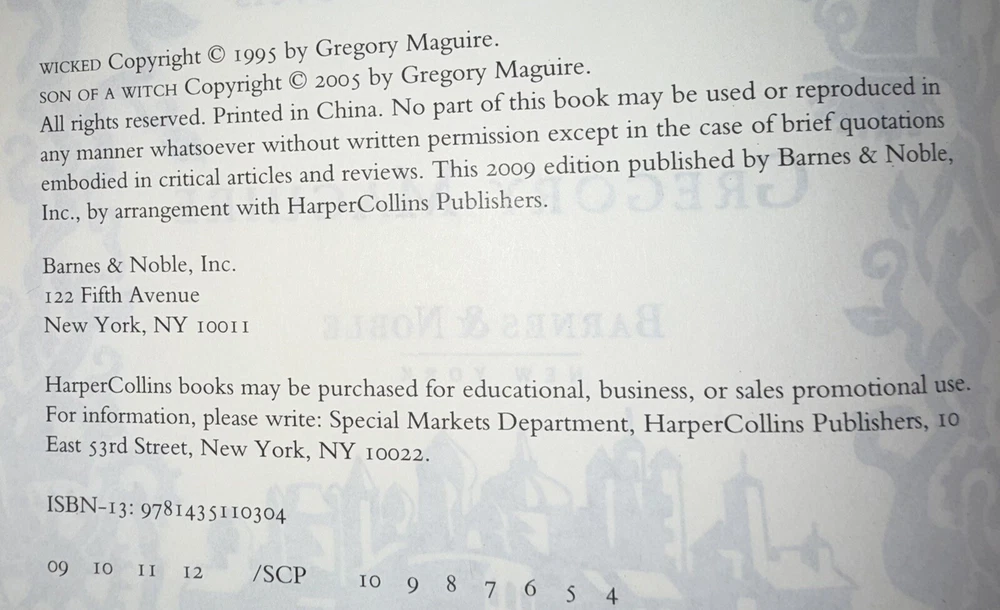 WICKED Copyright © 1995 by Gregory Maguire.
SON OF A WITCH Copyright © 2005 by Gregory Maguire.
All rights reserved. Printed in China. No part of this book may be used or reproduced in
any manner whatsoever without written permission except in the case of brief quotations
embodied in critical articles and reviews. This 2009 edition published by Barnes & Noble,
Inc., by arrangement with HarperCollins Publishers.
Barnes & Noble, Inc.
122 Fifth Avenue
New York, NY 10011
HarperCollins books may be purchased for educational, business, or sales promotional use.
For information, please write: Special Markets Department, HarperCollins Publishers, 10
East 53rd Street, New York, NY 10022.
ISBN-13: 9781435110304
09 10 11 12 /SCP 10 9 8 7 6 5 4